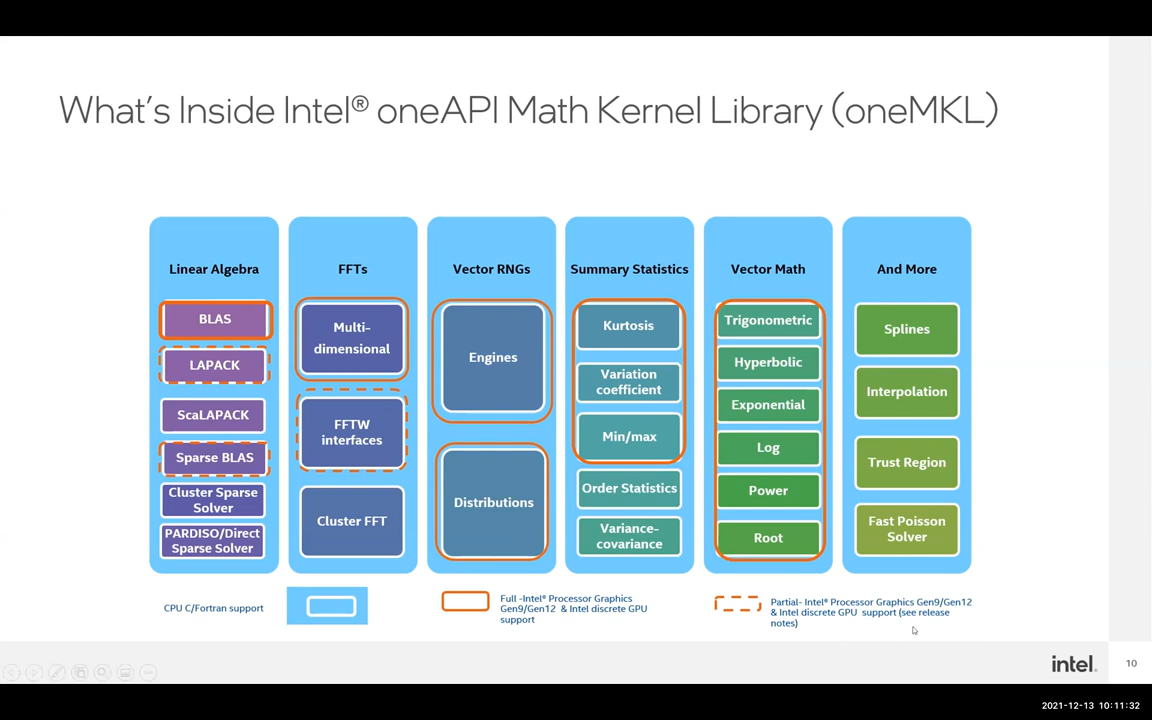 What's Inside Intel® oneAPI Math Kernel Library (oneMKL)
Linear Algebra
BLAS
LAPACK
ScaLAPACK
Sparse BLAS
Cluster Sparse
Solver
PARDISO/Direct
Sparse Solver
FFTs
Multi-
dimensional
FFTW
interfaces
Cluster FFT
Vector RNGs
Engines
Distributions
Summary Statistics
Kurtosis
Variation
coefficient
Min/max
Order Statistics
Variance-
covariance
Vector Math
Trigonometric
Hyperbolic
Exponential
Log
Power
Root
And More
Splines
Interpolation
Trust Region
Fast Poisson
Solver
CPU C/Fortran support
Full -Intel® Processor Graphics
Gen9/Gen12 & Intel discrete GPU
support
Partial- Intel® Processor Graphics Gen9/Gen12
& Intel discrete GPU support (see release
notes)
intel.
10
2021-12-13 10:11:32